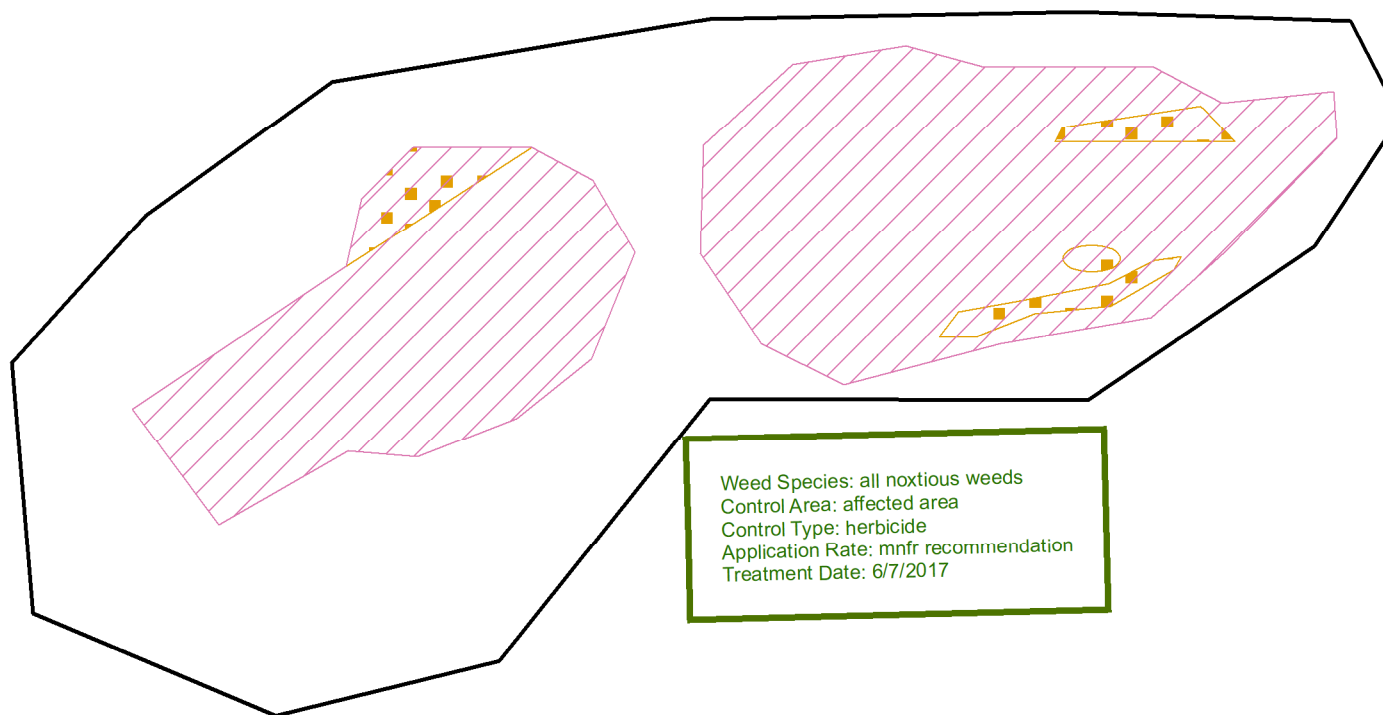 Weed Species: all noxtious weeds
Control Area: affected area
Control Type: herbicide
Application Rate: mnfr recommendation
Treatment Date: 6/7/2017